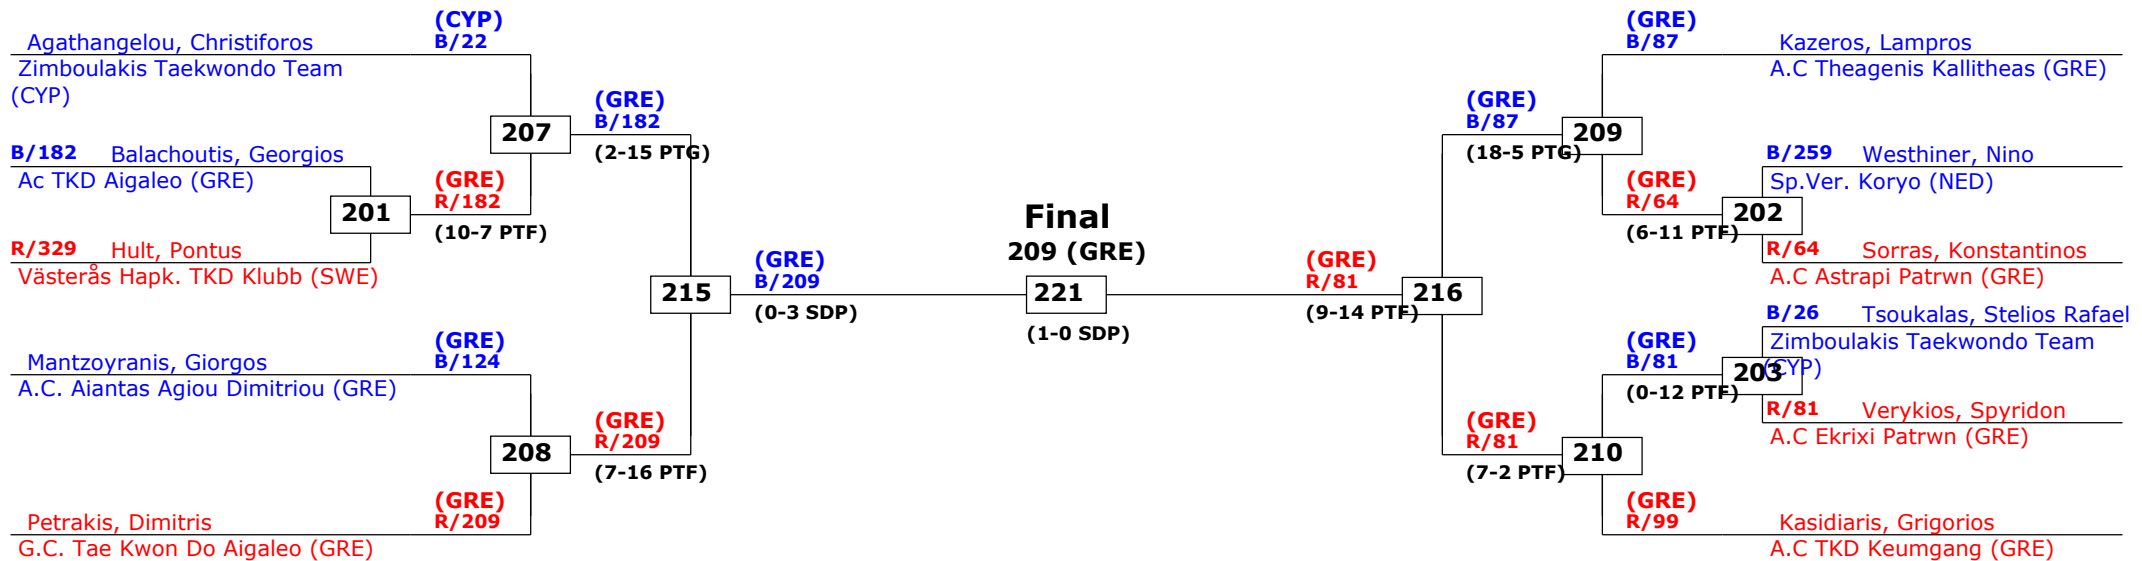 (CYP)
B/22
Agathangelou, Christiforos
Zimboulakis Taekwondo Team
(CYP)
207
(GRE)
B/182
(2-15 PTG)
B/182 Balachoutis, Georgios
Ac TKD Aigaleo (GRE)
201
(GRE)
R/182
(10-7 PTF)
R/329 Hult, Pontus
Västerås Hapk. TKD Klubb (SWE)
215
(GRE)
B/209
(0-3 SDP)
(GRE)
B/124
Mantzoyranis, Giorgos
A.C. Aiantas Agiou Dimitriou (GRE)
208
(GRE)
R/209
(7-16 PTF)
(GRE)
R/209
Petrakis, Dimitris
G.C. Tae Kwon Do Aigaleo (GRE)
Final
209 (GRE)
221
(1-0 SDP)
(GRE)
R/81
(9-14 PTF)
216
(GRE)
B/87
(18-5 PTG)
209
(GRE)
B/87
Kazeros, Lampros
A.C Theagenis Kallitheas (GRE)
B/259 Westhiner, Nino
Sp.Ver. Koryo (NED)
202
(GRE)
R/64
(6-11 PTF)
R/64 Sorras, Konstantinos
A.C Astrapi Patrwn (GRE)
B/26 Tsoukalas, Stelios Rafael
Zimboulakis Taekwondo Team
(CYP)
203
(GRE)
B/81
(0-12 PTF)
R/81 Verykios, Spyridon
A.C Ekrixi Patrwn (GRE)
(GRE)
R/81
(7-2 PTF)
210
(GRE)
R/99
Kasidiaris, Grigorios
A.C TKD Keumgang (GRE)